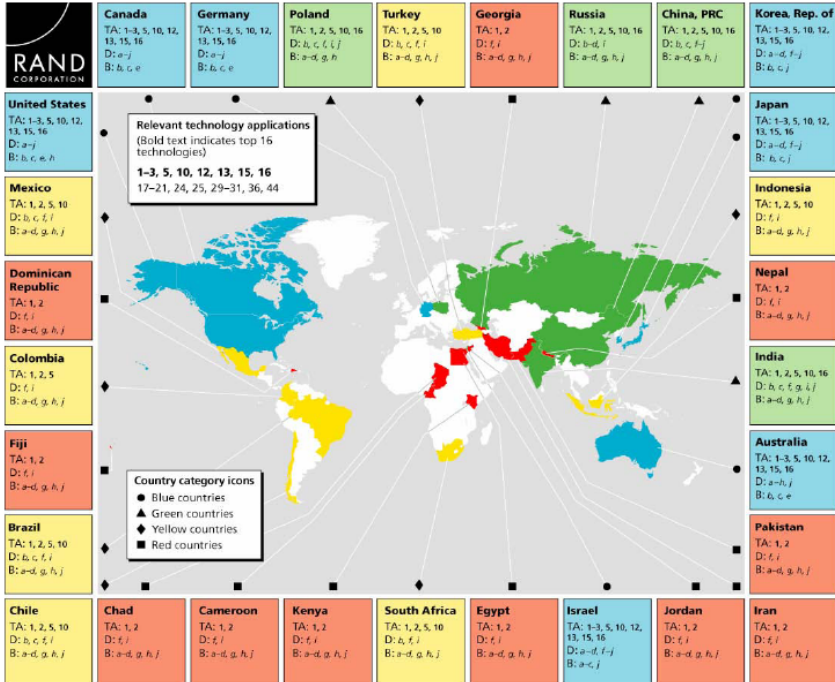 RAND
CORPORATION
Canada
TA: 1–3, 5, 10, 12,
13, 15, 16
D: a–j
B: b, c, e
Germany
TA: 1–3, 5, 10, 12,
13, 15, 16
D: a–j
B: b, c, e
Poland
TA: 1, 2, 5, 10, 16
D: b, c, f, i, j
B: a–d, g, h
Turkey
TA: 1, 2, 5, 10
D: b, c, f, i
B: a–d, g, h, j
Georgia
TA: 1, 2
D: f, i
B: a–d, g, h, j
Russia
TA: 1, 2, 5, 10, 16
D: b–d, i
B: a–d, g, h, j
China, PRC
TA: 1, 2, 5, 10, 16
D: b, c, f–j
B: a–d, g, h, j
Korea, Rep. of
TA: 1–3, 5, 10, 12,
13, 15, 16
D: a–d, f–j
B: b, c, j
United States
TA: 1–3, 5, 10, 12,
13, 15, 16
D: a–j
B: b, c, e, h
Relevant technology applications
(Bold text indicates top 16
technologies)
1–3, 5, 10, 12, 13, 15, 16
17–21, 24, 25, 29–31, 36, 44
Japan
TA: 1–3, 5, 10, 12,
13, 15, 16
D: a–d, f–j
B: b, c, j
Mexico
TA: 1, 2, 5, 10
D: b, c, f, i
B: a–d, g, h, j
Indonesia
TA: 1, 2, 5, 10
D: f, i
B: a–d, g, h, j
Dominican
Republic
TA: 1, 2
D: f, i
B: a–d, g, h, j
Nepal
TA: 1, 2
D: f, i
B: a–d, g, h, j
Colombia
TA: 1, 2, 5
D: f, i
B: a–d, g, h, j
India
TA: 1, 2, 5, 10, 16
D: b, c, f, g, i, j
B: a–d, g, h, j
Fiji
TA: 1, 2
D: f, i
B: a–d, g, h, j
Australia
TA: 1–3, 5, 10, 12,
13, 15, 16
D: a–h, j
B: b, c, e
Country category icons
Blue countries
Green countries
Yellow countries
Red countries
Brazil
TA: 1, 2, 5, 10
D: b, c, f, i
B: a–d, g, h, j
Pakistan
TA: 1, 2
D: f, i
B: a–d, g, h, j
Chile
TA: 1, 2, 5, 10
D: b, c, f, i
B: a–d, g, h, j
Chad
TA: 1, 2
D: f, i
B: a–d, g, h, j
Cameroon
TA: 1, 2
D: f, i
B: a–d, g, h, j
Kenya
TA: 1, 2
D: f, i
B: a–d, g, h, j
South Africa
TA: 1, 2, 5, 10
D: b, f, i
B: a–d, g, h, j
Egypt
TA: 1, 2
D: f, i
B: a–d, g, h, j
Israel
TA: 1–3, 5, 10, 12,
13, 15, 16
D: a–d, f–j
B: a–c, j
Jordan
TA: 1, 2
D: f, i
B: a–d, g, h, j
Iran
TA: 1, 2
D: f, i
B: a–d, g, h, j